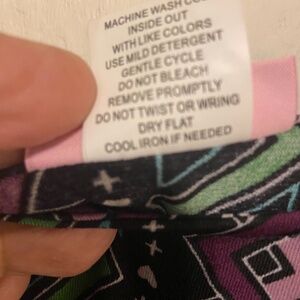 MACHINE WASH
INSIDE OUT
WITH LIKE COLORS
USE MILD DETERGENT
GENTLE CYCLE
DO NOT BLEACH
REMOVE PROMPTLY
DO NOT TWIST OR WRING
DRY FLAT
COOL IRON IF NEEDED